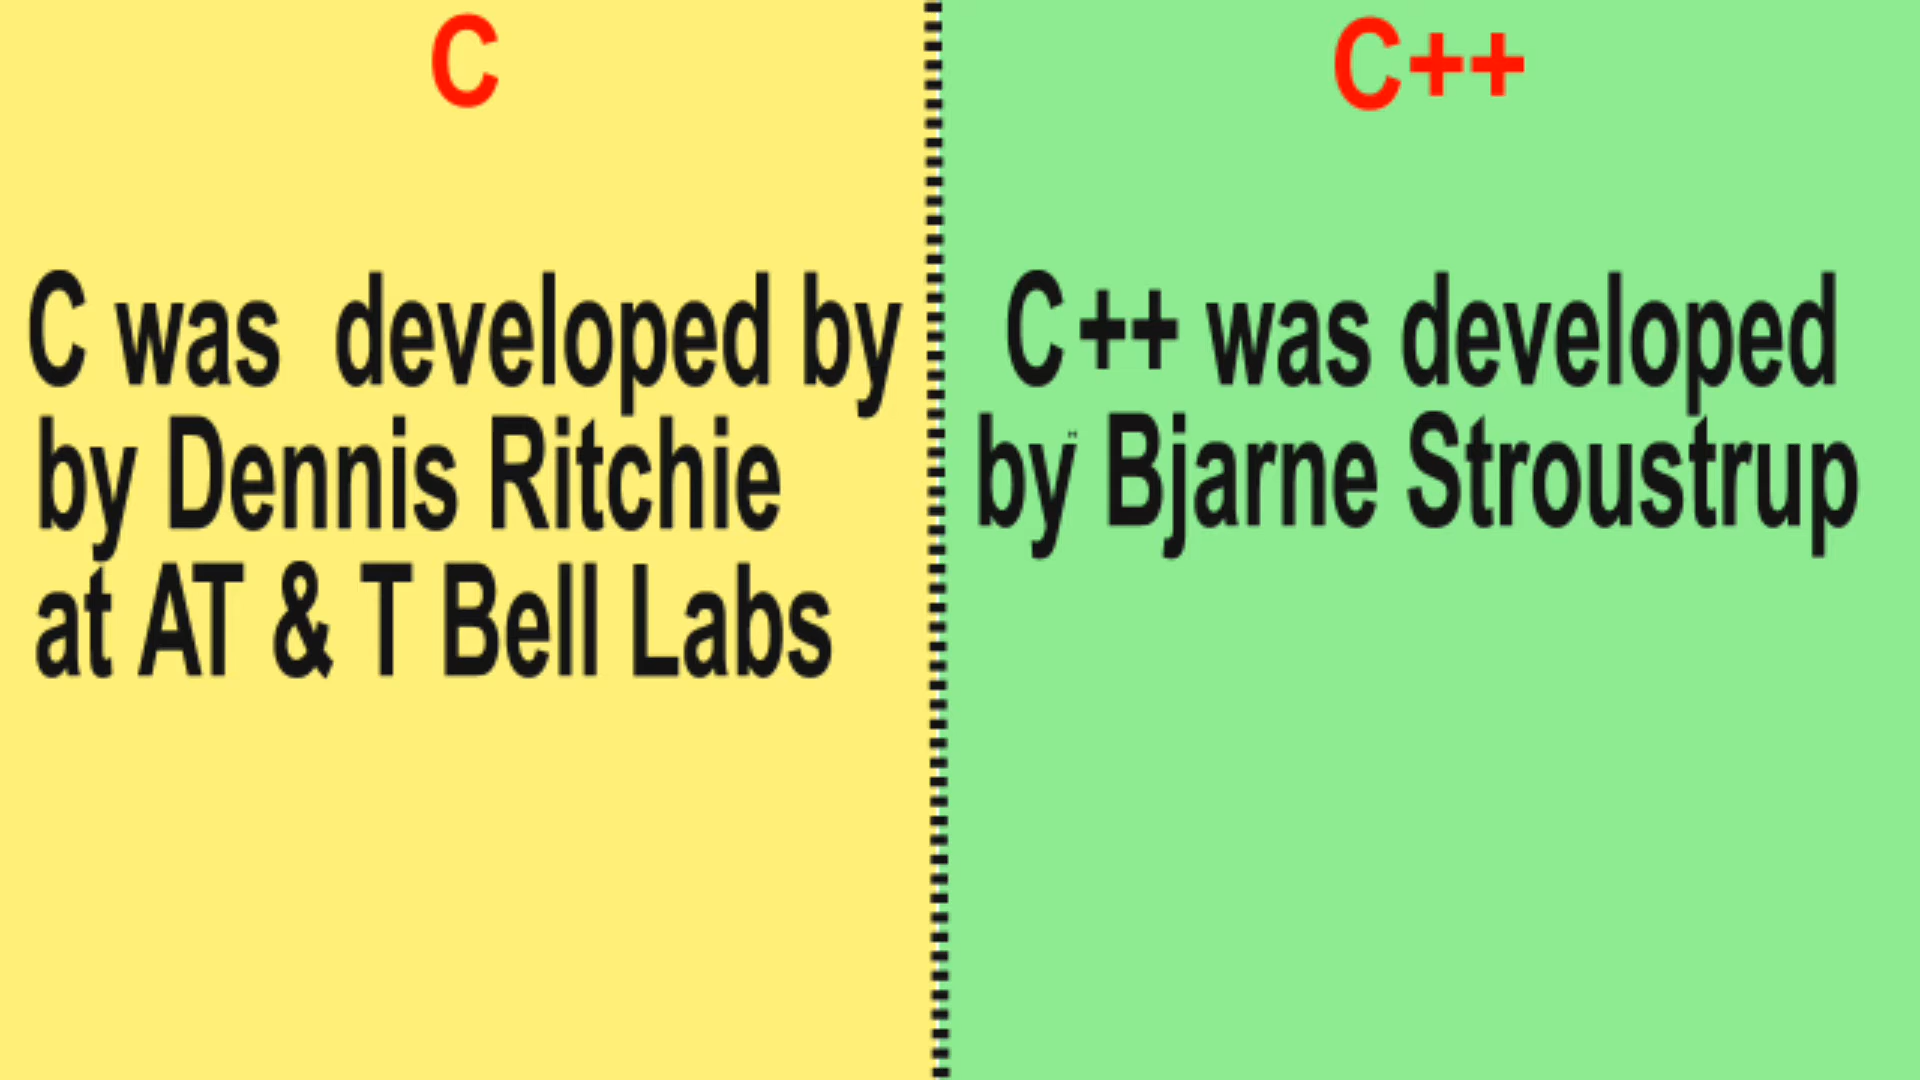 C
C was developed by
by Dennis Ritchie
at AT & T Bell Labs
C++
C++ was developed
by Bjarne Stroustrup